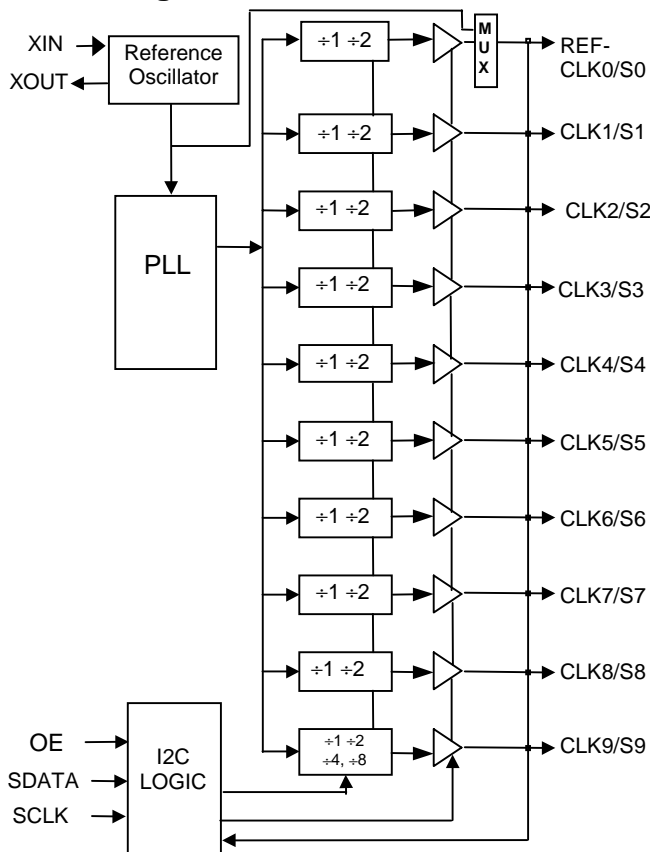 XIN
XOUT
Reference
Oscillator
÷1 ÷2
M
U
X
REF-
CLK0/S0
÷1 ÷2
CLK1/S1
÷1 ÷2
CLK2/S2
PLL
÷1 ÷2
CLK3/S3
÷1 ÷2
CLK4/S4
÷1 ÷2
CLK5/S5
÷1 ÷2
CLK6/S6
÷1 ÷2
CLK7/S7
÷1 ÷2
CLK8/S8
÷1 ÷2
÷4, ÷8
CLK9/S9
OE
SDATA
SCLK
I2C
LOGIC